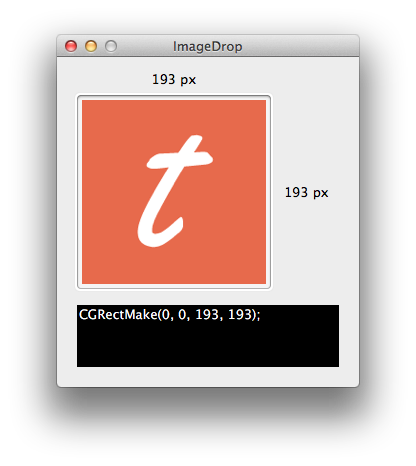 ImageDrop
193 px
t
193 px
CGRectMake(0, 0, 193, 193);